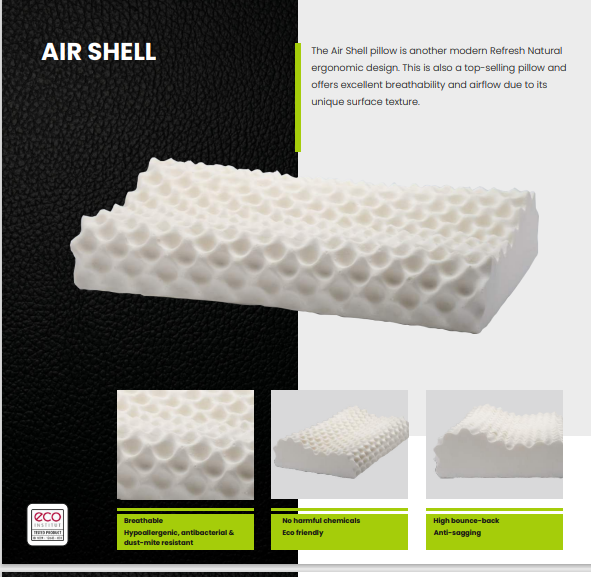 AIR SHELL
The Air Shell pillow is another modern Refresh Natural
ergonomic design. This is also a top-selling pillow and
offers excellent breathability and airflow due to its
unique surface texture.
eco
INSTITUT
TESTED PRODUCT
Breathable
Hypoallergenic, antibacterial &
dust-mite resistant
No harmful chemicals
Eco friendly
High bounce-back
Anti-sagging